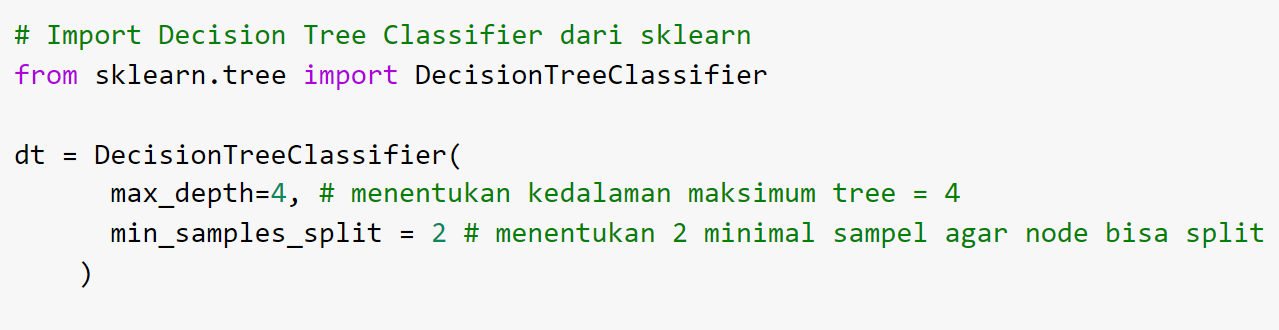 # Import Decision Tree Classifier dari sklearn
from sklearn.tree import DecisionTreeClassifier
dt = DecisionTreeClassifier(
max_depth=4, # menentukan kedalaman maksimum tree = 4
min_samples_split = 2 # menentukan 2 minimal sampel agar node bisa split
)